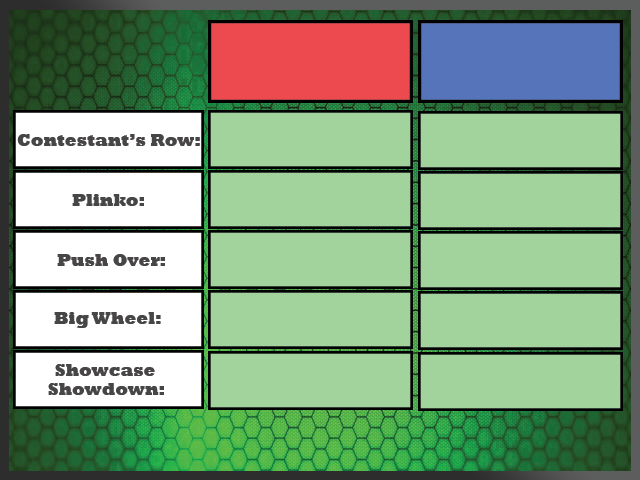 Contestant's Row:
Plinko:
Push Over:
Big Wheel:
Showcase
Showdown: